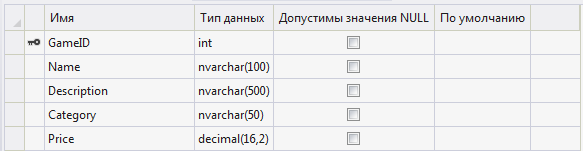 Имя Тип данных Допустимы значения NULL По умолчанию
GameID int
Name nvarchar(100)
Description nvarchar(500)
Category nvarchar(50)
Price decimal(16,2)